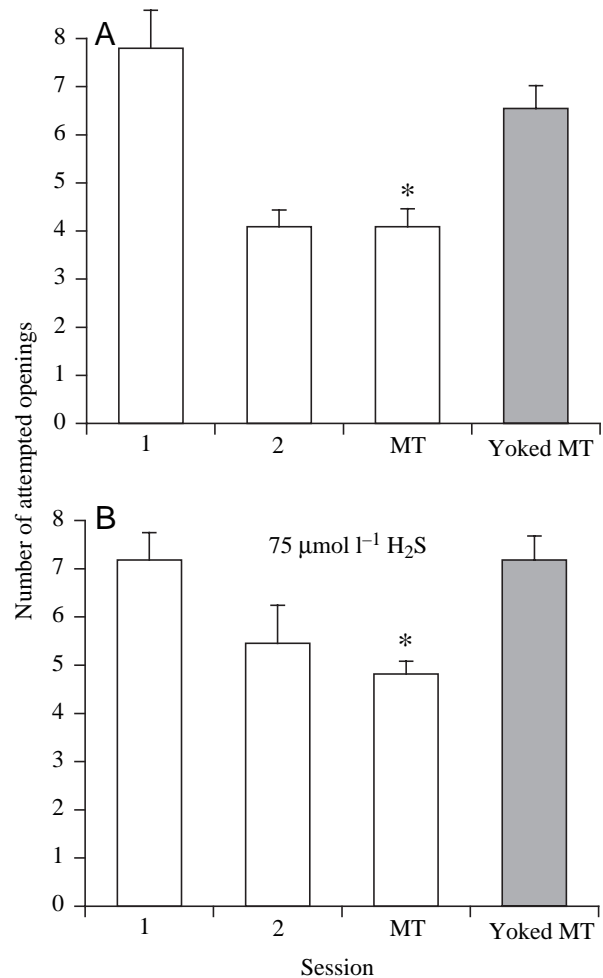 A
8
7
6
5
4
3
2
1
0
*
1 2 MT Yoked MT
Number of attempted openings
B
75 µmol l⁻¹ H₂S
8
7
6
5
4
3
2
1
0
*
1 2 MT Yoked MT
Session